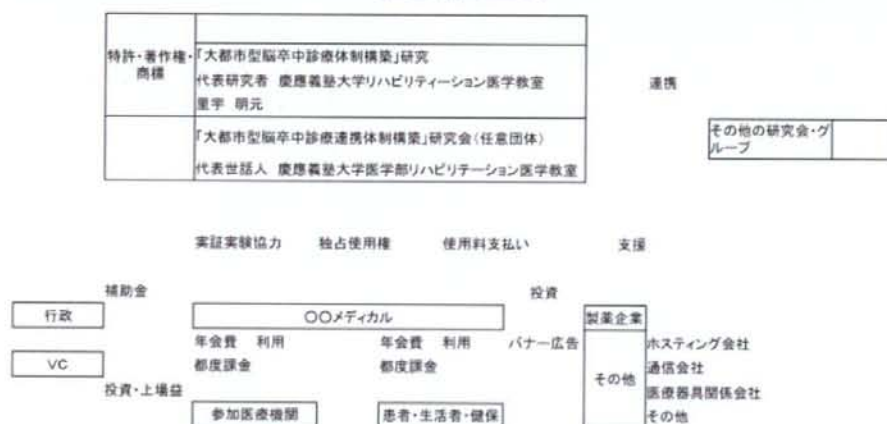 特許・著作権・
商標
「大都市型脳卒中診療体制構築」研究
代表研究者 慶應義塾大学リハビリティーション医学教室
里宇 明元
連携
「大都市型脳卒中診療連携体制構築」研究会(任意団体)
代表世話人 慶應義塾大学医学部リハビリテーション医学教室
その他の研究会・グ
ループ
実証実験協力 独占使用権 使用料支払い 支援
補助金 投資
行政 〇〇メディカル 製薬企業
年会費 利用 年会費 利用 バナー広告 ホスティング会社
都度課金 都度課金 通信会社
VC その他
投資・上場益 医療器具関係会社
参加医療機関 患者・生活者・健保 その他